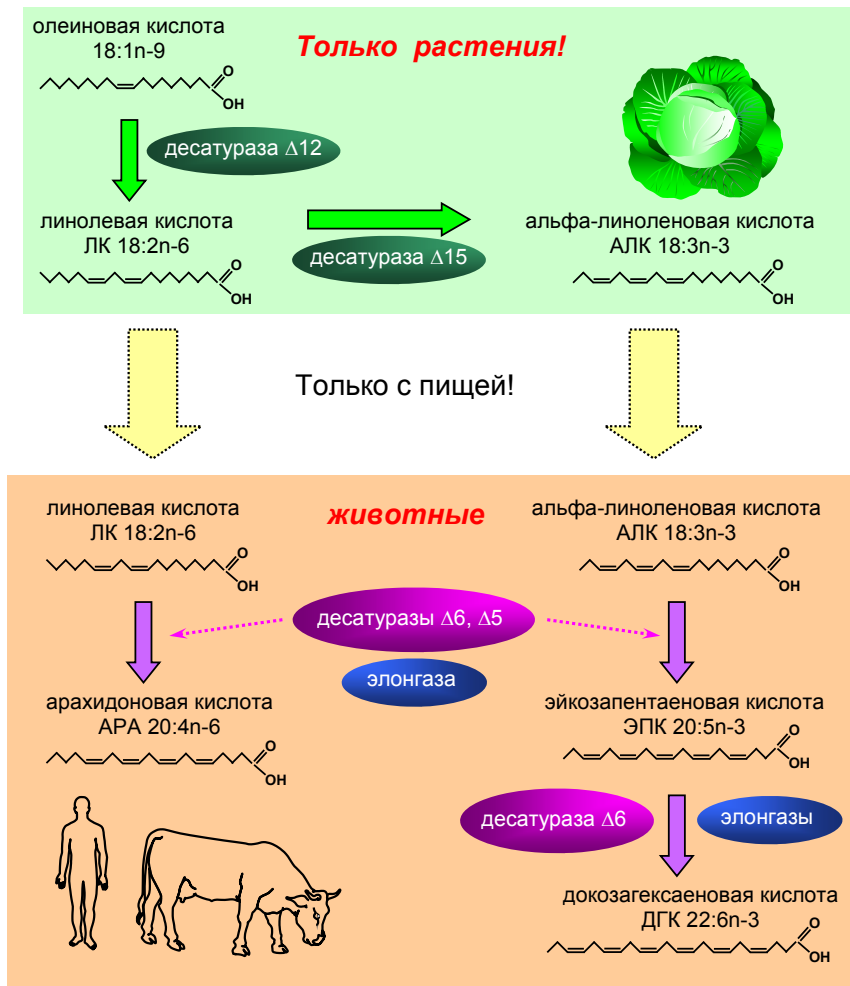 олеиновая кислота
18:1n-9
Только растения!
O
OH
десатураза Δ12
линолевая кислота
ЛК 18:2n-6
O
OH
десатураза Δ15
альфа-линоленовая кислота
АЛК 18:3n-3
O
OH
Только с пищей!
линолевая кислота
ЛК 18:2n-6
O
OH
животные
альфа-линоленовая кислота
АЛК 18:3n-3
O
OH
десатуразы Δ6, Δ5
элонгаза
арахидоновая кислота
АРА 20:4n-6
O
OH
эйкозапентаеновая кислота
ЭПК 20:5n-3
O
OH
десатураза Δ6
элонгазы
докозагексаеновая кислота
ДГК 22:6n-3
O
OH